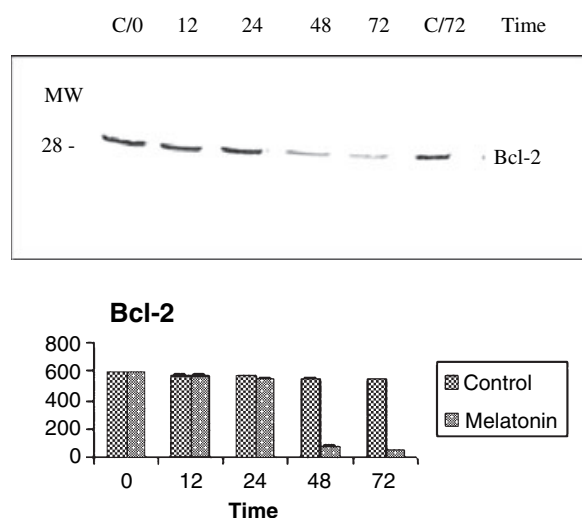 C/0 12 24 48 72 C/72 Time
MW
28 -
Bcl-2
Bcl-2
800
600
400
200
0
0 12 24 48 72
Time
Control
Melatonin